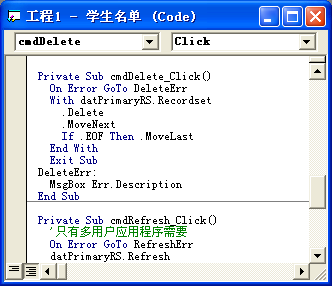 工程1 - 学生名单 (Code)
cmdDelete Click
Private Sub cmdDelete_Click()
  On Error GoTo DeleteErr
  With datPrimaryRS.Recordset
    .Delete
    .MoveNext
    If .EOF Then .MoveLast
  End With
  Exit Sub
DeleteErr:
  MsgBox Err.Description
End Sub
Private Sub cmdRefresh_Click()
  '只有多用户应用程序需要
  On Error GoTo RefreshErr
  datPrimaryRS.Refresh